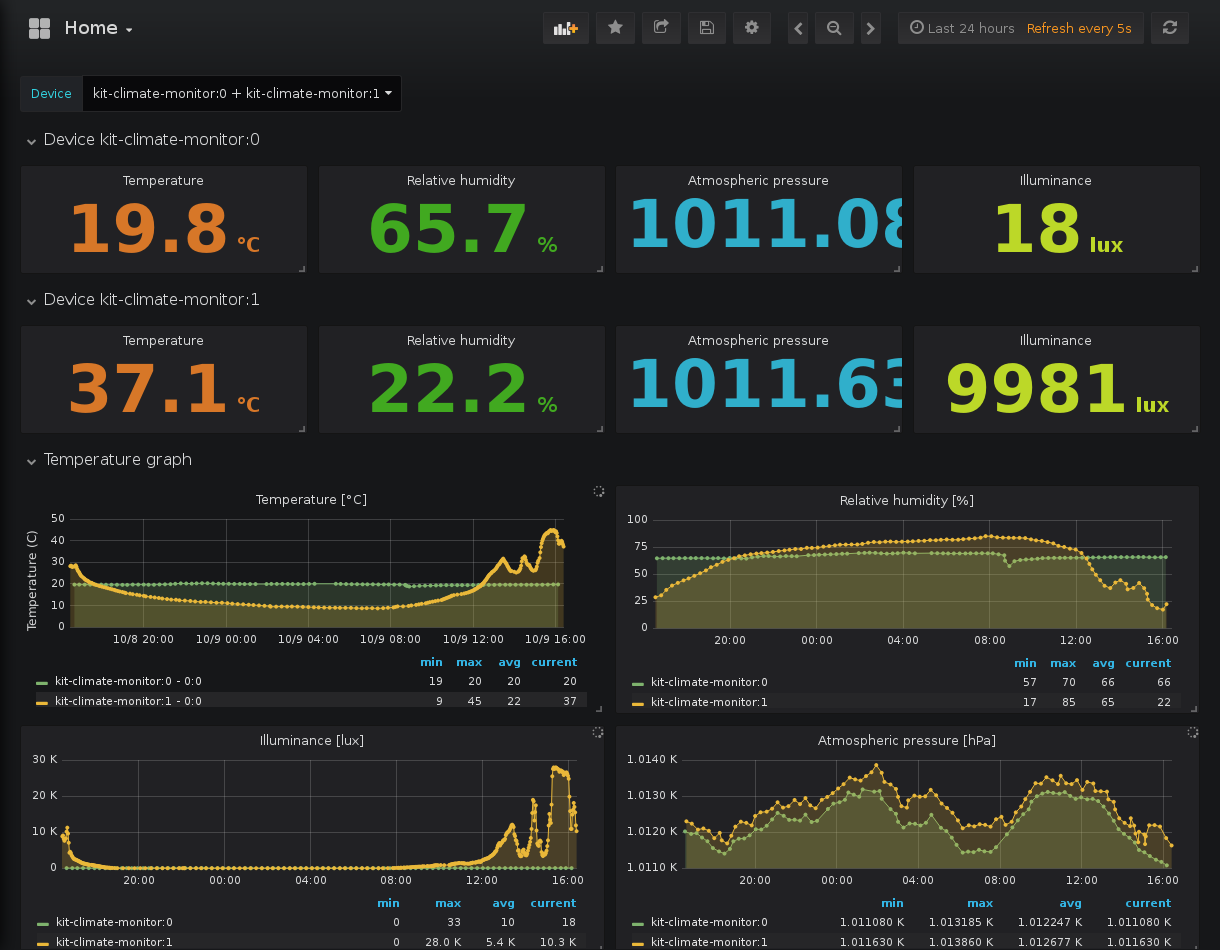 Home
Last 24 hours Refresh every 5s
Device kit-climate-monitor:0 + kit-climate-monitor:1
Device kit-climate-monitor:0
Temperature Relative humidity Atmospheric pressure Illuminance
19.8 °C 65.7 % 1011.08 18 lux
Device kit-climate-monitor:1
Temperature Relative humidity Atmospheric pressure Illuminance
37.1 °C 22.2 % 1011.63 9981 lux
Temperature graph
Temperature [°C]
Temperature (C)
50
40
30
20
10
0
10/8 20:00 10/9 00:00 10/9 04:00 10/9 08:00 10/9 12:00 10/9 16:00
min max avg current
kit-climate-monitor:0 - 0:0 19 20 20 20
kit-climate-monitor:1 - 0:0 9 45 22 37
Relative humidity [%]
100
75
50
25
0
20:00 00:00 04:00 08:00 12:00 16:00
min max avg current
kit-climate-monitor:0 57 70 66 66
kit-climate-monitor:1 17 85 65 22
Illuminance [lux]
30 K
20 K
10 K
0
20:00 00:00 04:00 08:00 12:00 16:00
min max avg current
kit-climate-monitor:0 0 33 10 18
kit-climate-monitor:1 0 28.0 K 5.4 K 10.3 K
Atmospheric pressure [hPa]
1.0140 K
1.0130 K
1.0120 K
1.0110 K
20:00 00:00 04:00 08:00 12:00 16:00
min max avg current
kit-climate-monitor:0 1.011080 K 1.013185 K 1.012247 K 1.011080 K
kit-climate-monitor:1 1.011630 K 1.013860 K 1.012677 K 1.011630 K